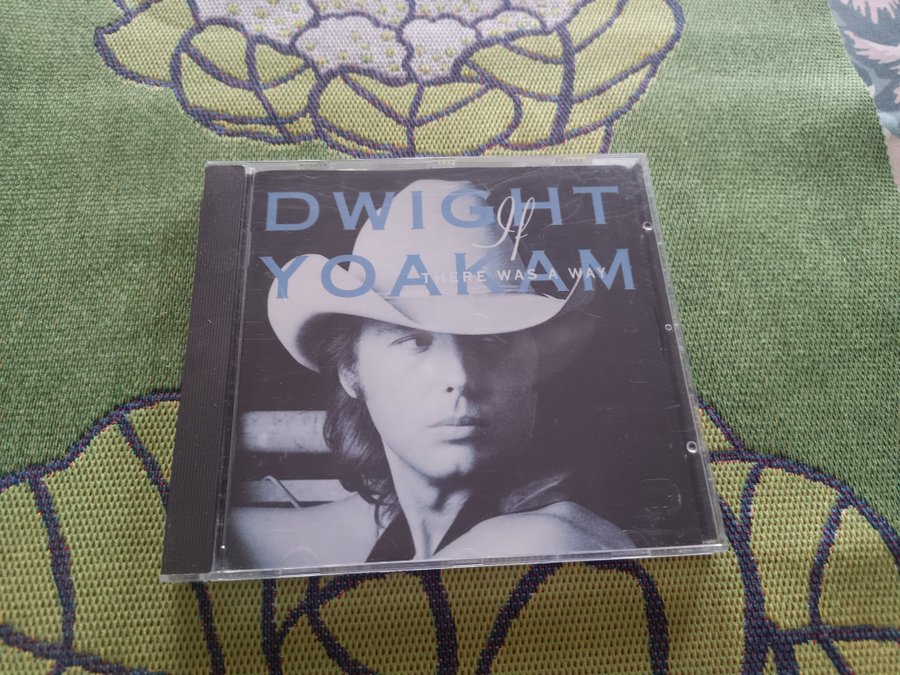 DWIGHT
If
YOAKAM
THERE WAS A WAY